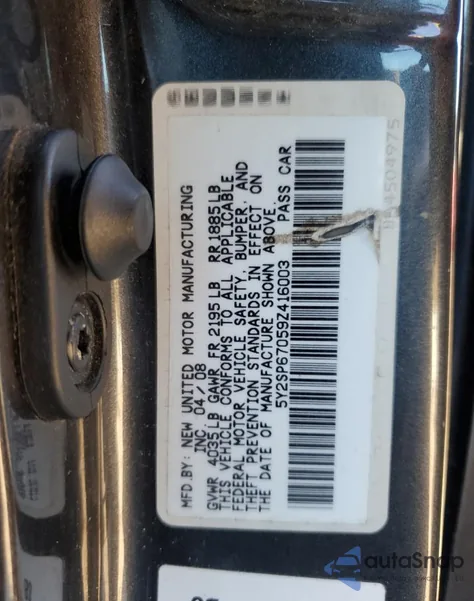 MFD.BY: NEW UNITED MOTOR MANUFACTURING
INC 04/08
GVWR 4035LB GAWR FR 2195LB RR 1885LB
THIS VEHICLE CONFORMS TO ALL APPLICABLE
FEDERAL MOTOR VEHICLE SAFETY, BUMPER, AND
THEFT PREVENTION STANDARDS IN EFFECT ON
THE DATE OF MANUFACTURE SHOWN ABOVE.
5Y2SP67059Z416003 PASS CAR
autaSnap